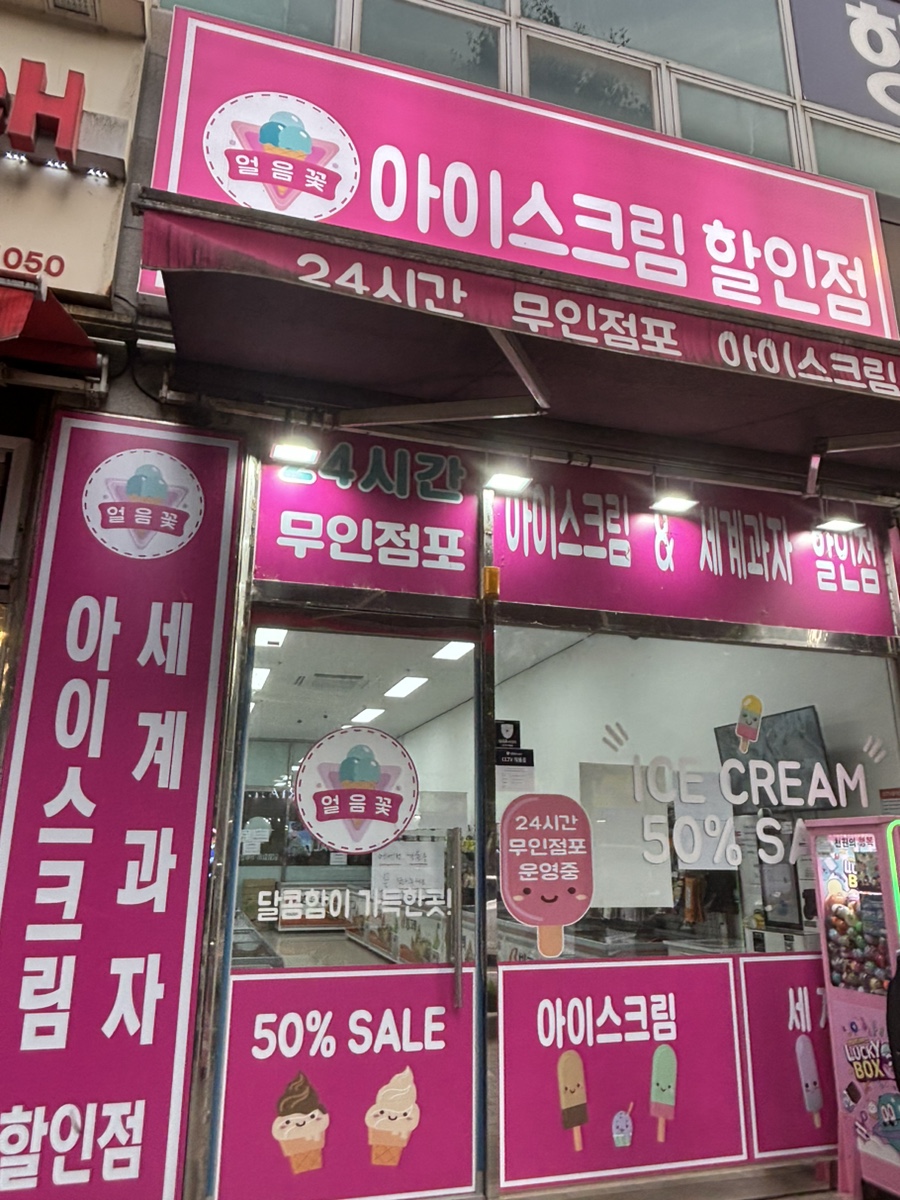 얼음꽃
아이스크림 할인점
행
CH
050
24시간 무인점포 아이스크림
얼음꽃
세계과자
아이스크림
할인점
24시간
무인점포
아이스크림 & 세계과자 할인점
얼음꽃
달콤함이 가득한곳!
24시간
무인점포
운영중
ICE CREAM
50% SA
50% SALE
아이스크림
세계
LUCKY
BOX